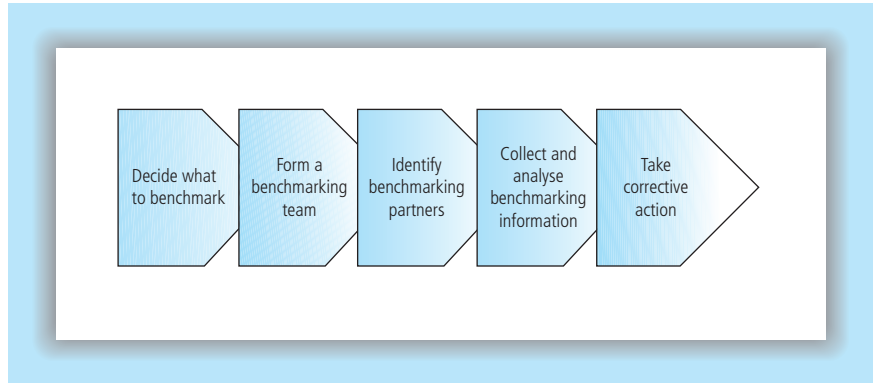 Decide what
to benchmark
Form a
benchmarking
team
Identify
benchmarking
partners
Collect and
analyse
benchmarking
information
Take
corrective
action